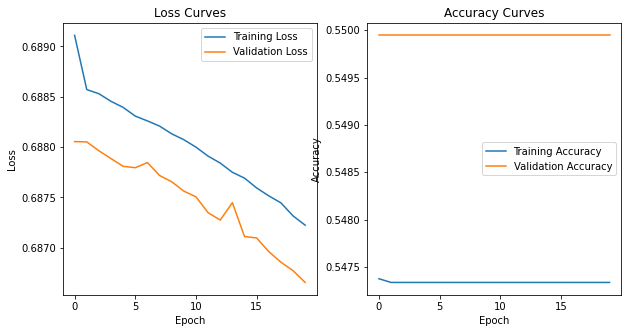 Loss Curves
Training Loss
Validation Loss
0.6890
0.6885
0.6880
0.6875
0.6870
Loss
0
5
10
15
Epoch
Accuracy Curves
Training Accuracy
Validation Accuracy
0.5500
0.5495
0.5490
0.5485
0.5480
0.5475
Accuracy
0
5
10
15
Epoch